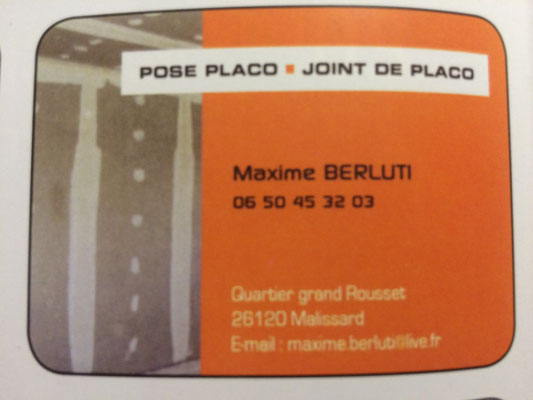 POSE PLACO ▪ JOINT DE PLACO
Maxime BERLUTI
06 50 45 32 03
Quartier grand Rousset
26120 Malissard
E-mail : maxime.berluti@live.fr